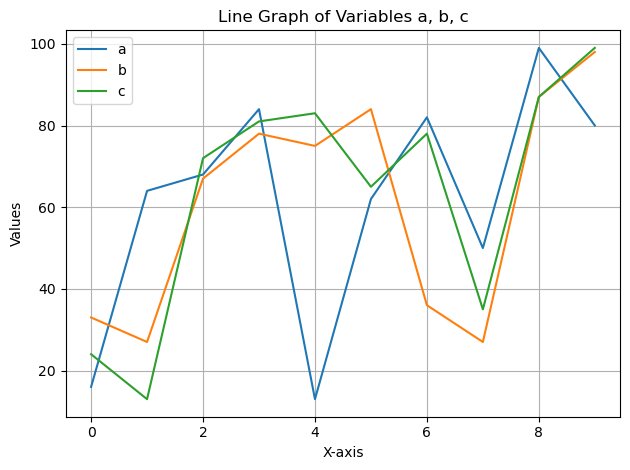 Line Graph of Variables a, b, c
a
b
c
100
80
60
40
20
Values
0 2 4 6 8
X-axis